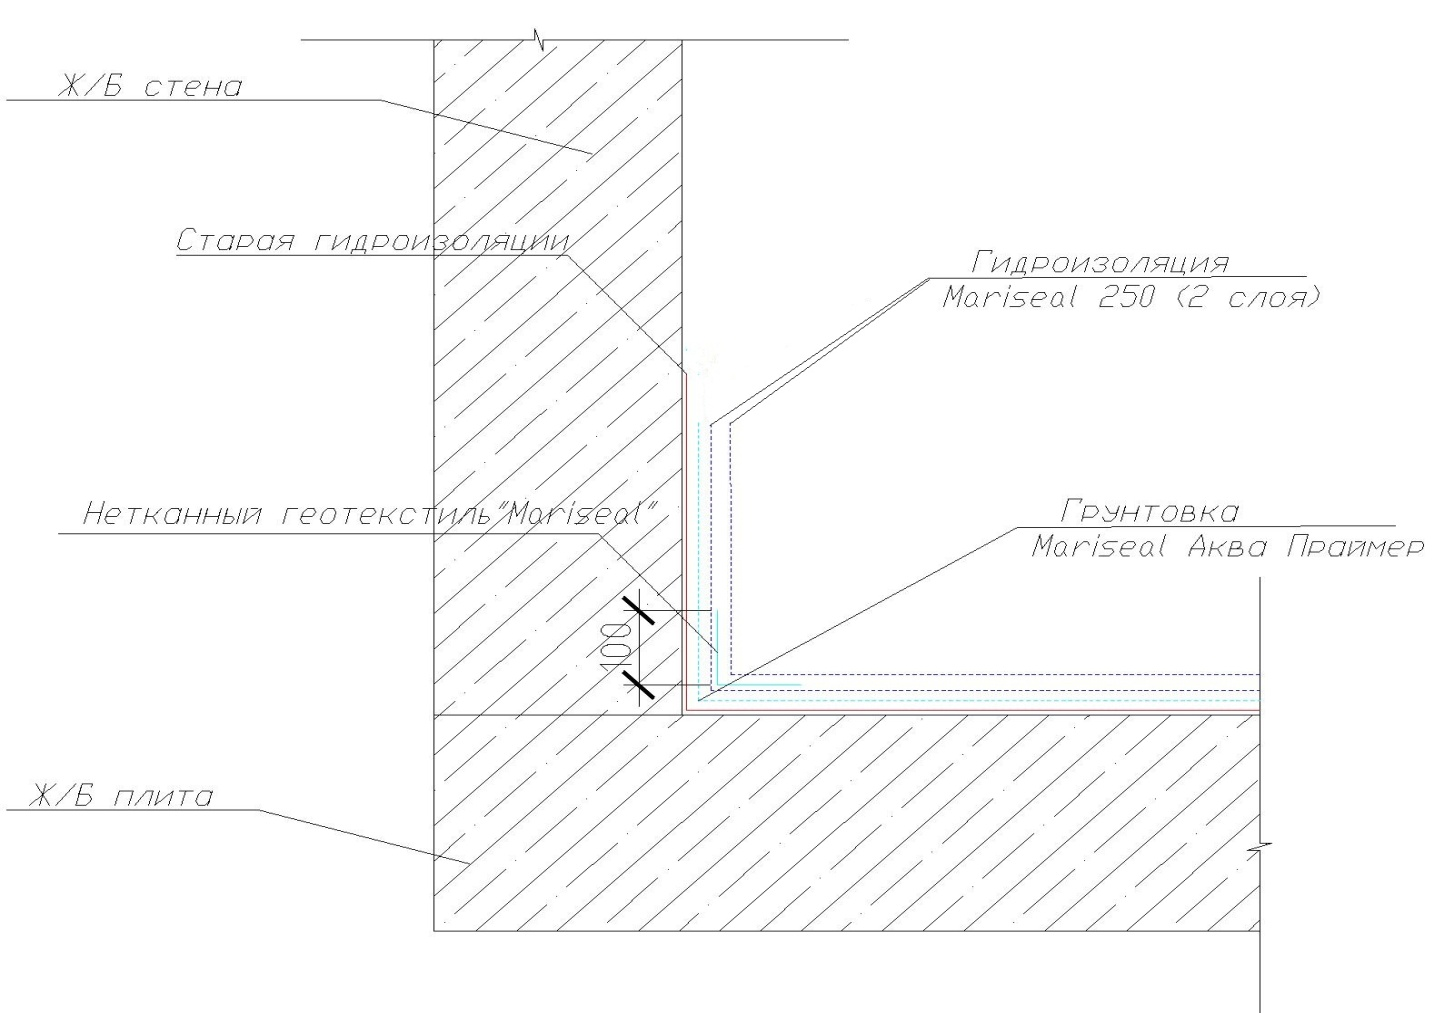 Ж/Б стена
Старая гидроизоляции
Гидроизоляция
Mariseal 250 (2 слоя)
Нетканный геотекстиль"Mariseal"
Грунтовка
Mariseal Аква Праймер
100
Ж/Б плита